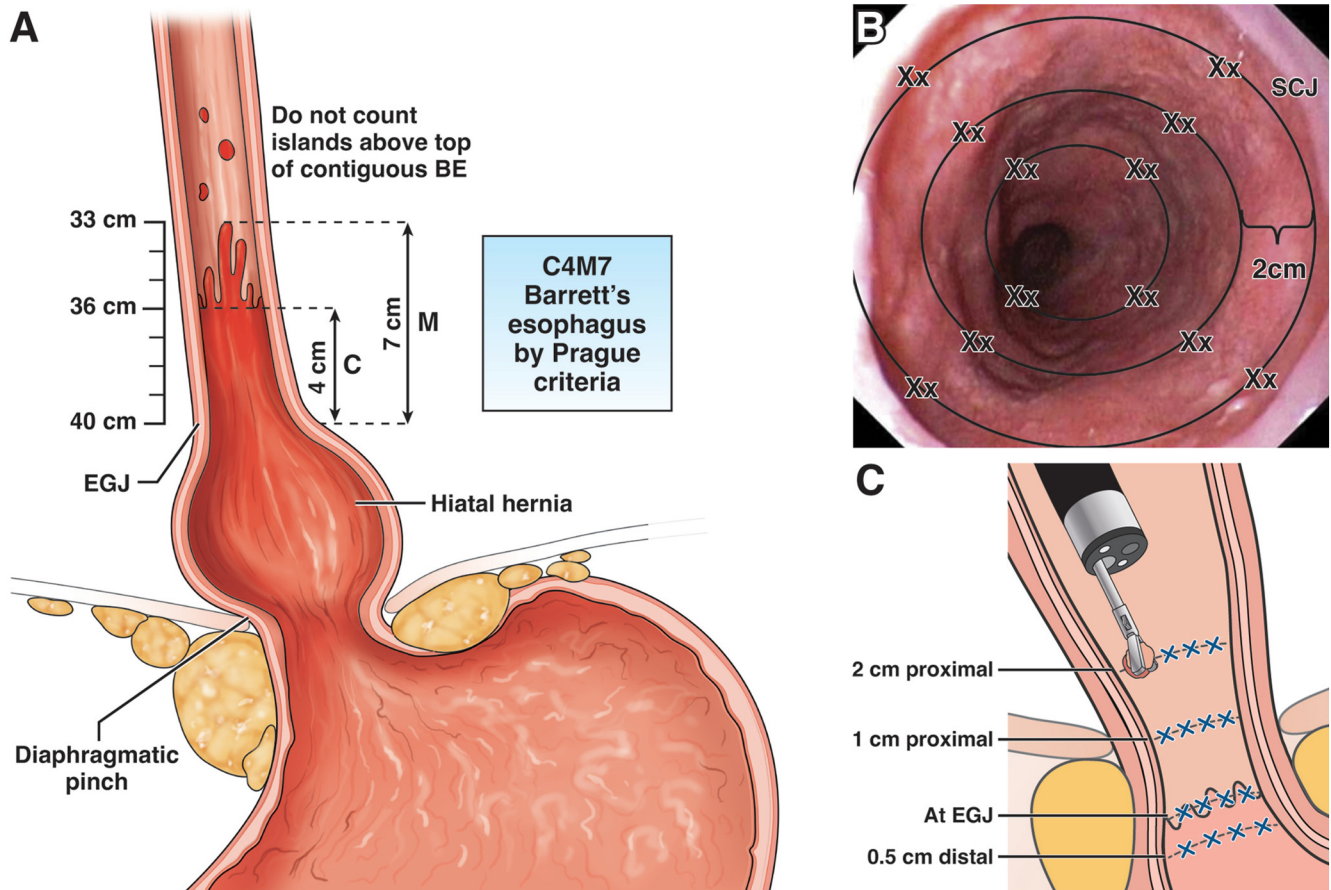 A
Do not count
islands above top
of contiguous BE
33 cm
36 cm
40 cm
4 cm
C
7 cm
M
C4M7
Barrett's
esophagus
by Prague
criteria
EGJ
Hiatal hernia
Diaphragmatic
pinch
B
Xx
Xx
SCJ
Xx
Xx
Xx
Xx
2cm
Xx
Xx
Xx
Xx
Xx
Xx
C
2 cm proximal
1 cm proximal
At EGJ
0.5 cm distal